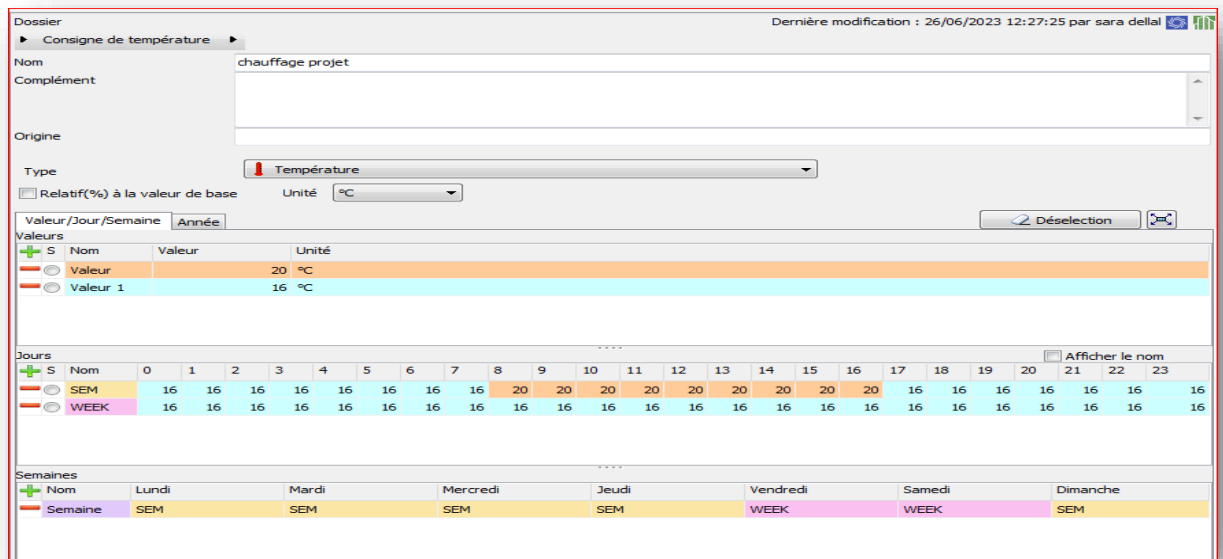 Dossier Dernière modification : 26/06/2023 12:27:25 par sara dellal
Consigne de température
Nom chauffage projet
Complément
Origine
Type Température
Relatif(%) à la valeur de base Unité °C
Valeur/Jour/Semaine Année Déselection
Valeurs
S Nom Valeur Unité
Valeur 20 °C
Valeur 1 16 °C
Jours Afficher le nom
S Nom 0 1 2 3 4 5 6 7 8 9 10 11 12 13 14 15 16 17 18 19 20 21 22 23
SEM 16 16 16 16 16 16 16 16 20 20 20 20 20 20 20 20 20 16 16 16 16 16 16 16
WEEK 16 16 16 16 16 16 16 16 16 16 16 16 16 16 16 16 16 16 16 16 16 16 16 16
Semaines
Nom Lundi Mardi Mercredi Jeudi Vendredi Samedi Dimanche
Semaine SEM SEM SEM SEM WEEK WEEK SEM